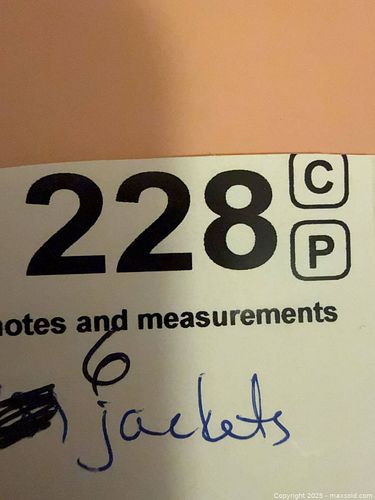 228 C
P
notes and measurements
6
jackets
Copyright 2025 - maxsold.com